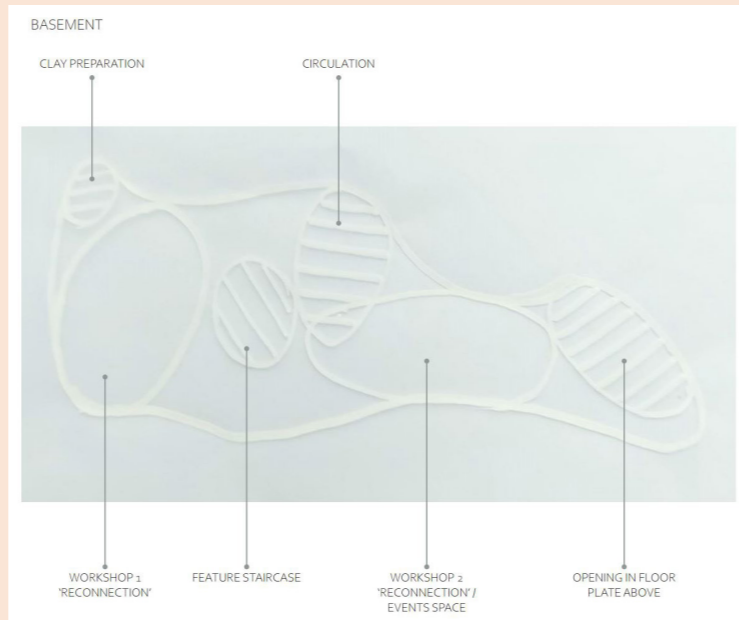 BASEMENT
CLAY PREPARATION
CIRCULATION
WORKSHOP 1
'RECONNECTION'
FEATURE STAIRCASE
WORKSHOP 2
'RECONNECTION' /
EVENTS SPACE
OPENING IN FLOOR
PLATE ABOVE